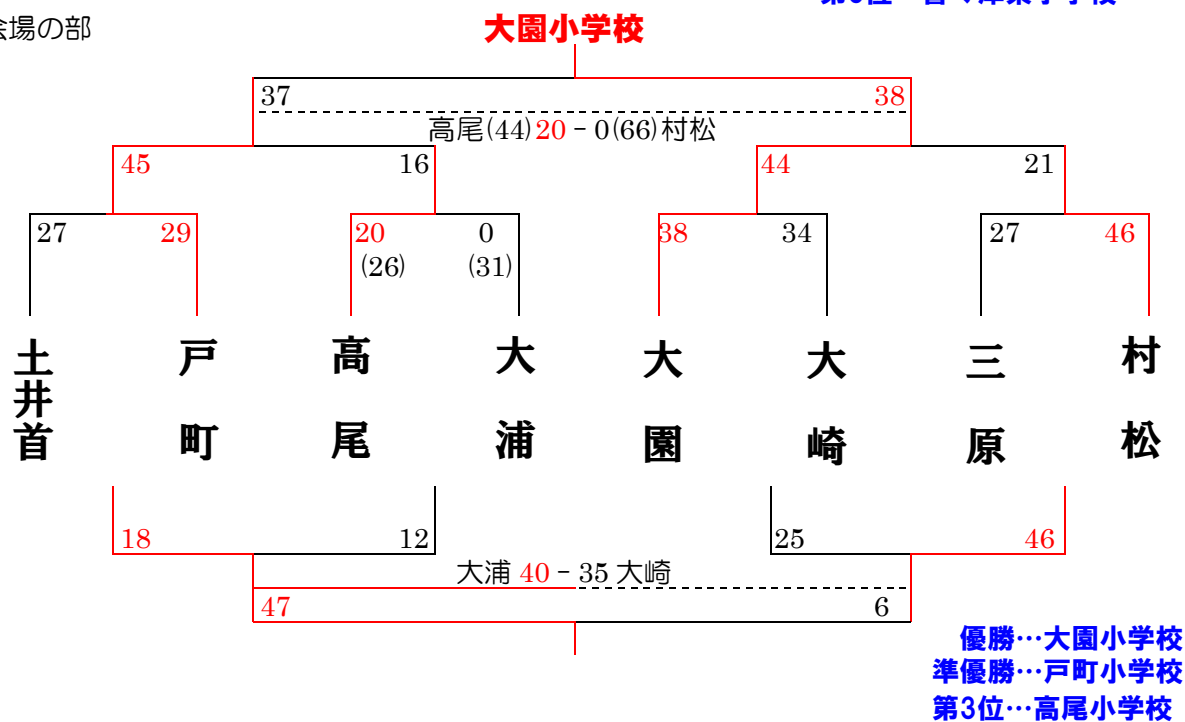 会場の部
大園小学校
37 38
高尾(44)20－0(66)村松
45 16 44 21
27 29 20 0 38 34 27 46
(26) (31)
土井首 戸町 高尾 大浦 大園 大崎 三原 村松
18 12 25 46
大浦 40－35 大崎
47 6
優勝…大園小学校
準優勝…戸町小学校
第3位…高尾小学校